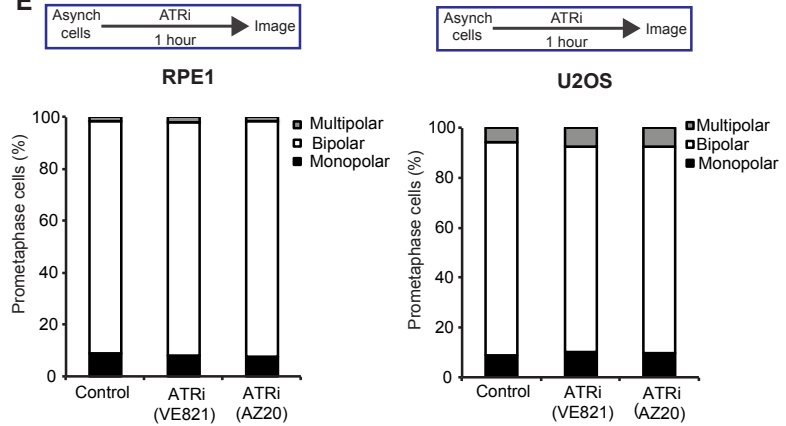 E
Asynch
cells
ATRi
1 hour
Image
Asynch
cells
ATRi
1 hour
Image
RPE1
Prometaphase cells (%)
100
80
60
40
20
0
Multipolar
Bipolar
Monopolar
Control
ATRi
(VE821)
ATRi
(AZ20)
U2OS
Prometaphase cells (%)
100
80
60
40
20
0
Multipolar
Bipolar
Monopolar
Control
ATRi
(VE821)
ATRi
(AZ20)